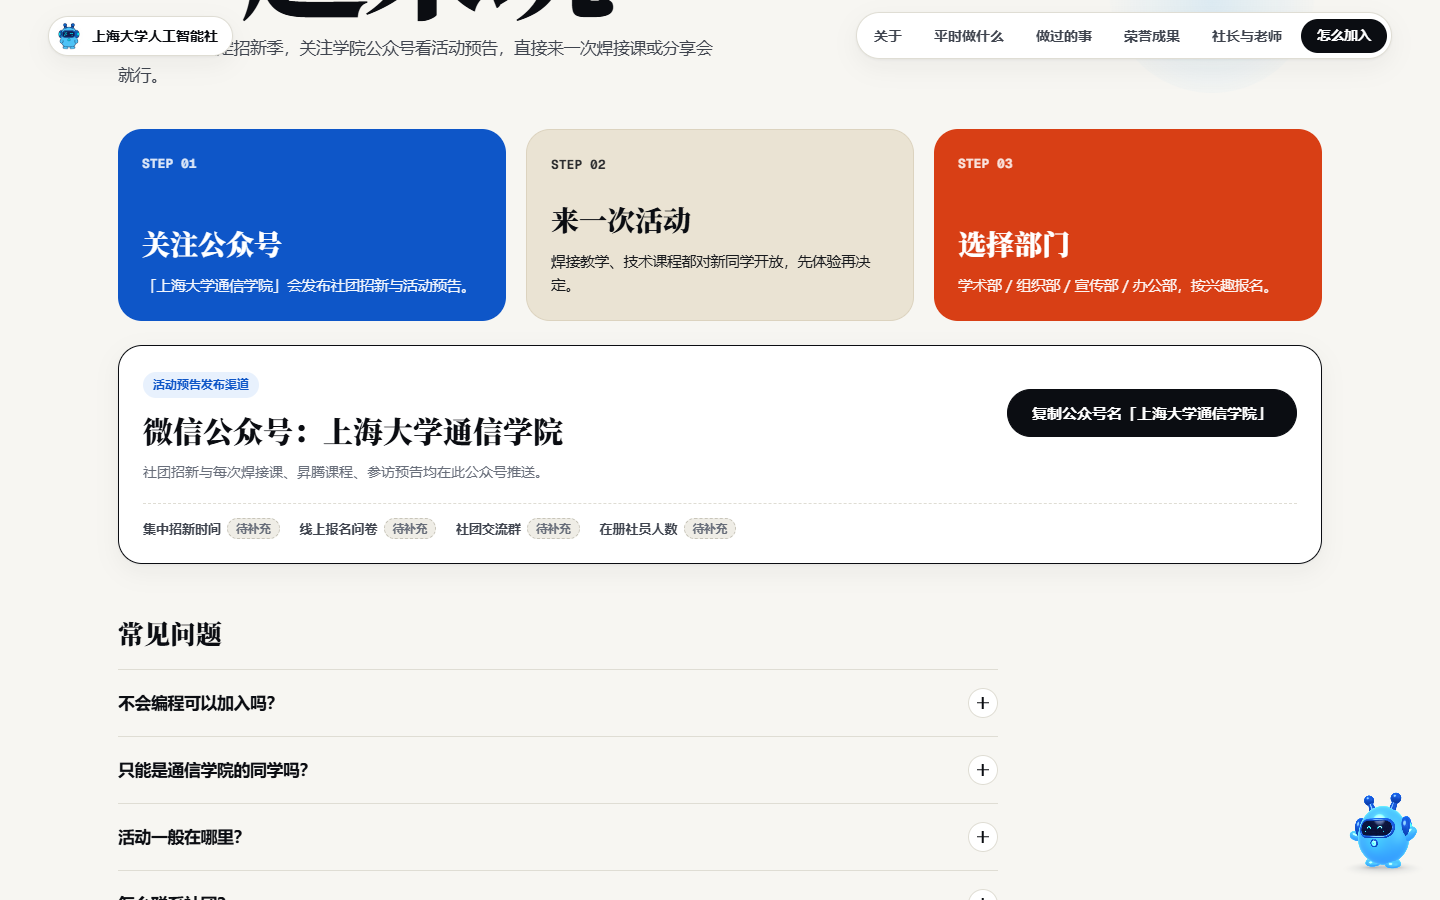 上海大学人工智能社
关于
平时做什么
做过的事
荣誉成果
社长与老师
怎么加入
招新季，关注学院公众号看活动预告，直接来一次焊接课或分享会
就行。
STEP 01
关注公众号
「上海大学通信学院」会发布社团招新与活动预告。
STEP 02
来一次活动
焊接教学、技术课程都对新同学开放，先体验再决
定。
STEP 03
选择部门
学术部 / 组织部 / 宣传部 / 办公部，按兴趣报名。
活动预告发布渠道
微信公众号：上海大学通信学院
社团招新与每次焊接课、昇腾课程、参访预告均在此公众号推送。
复制公众号名「上海大学通信学院」
集中招新时间 待补充 线上报名问卷 待补充 社团交流群 待补充 在册社员人数 待补充
常见问题
不会编程可以加入吗？
只能是通信学院的同学吗？
活动一般在哪里？